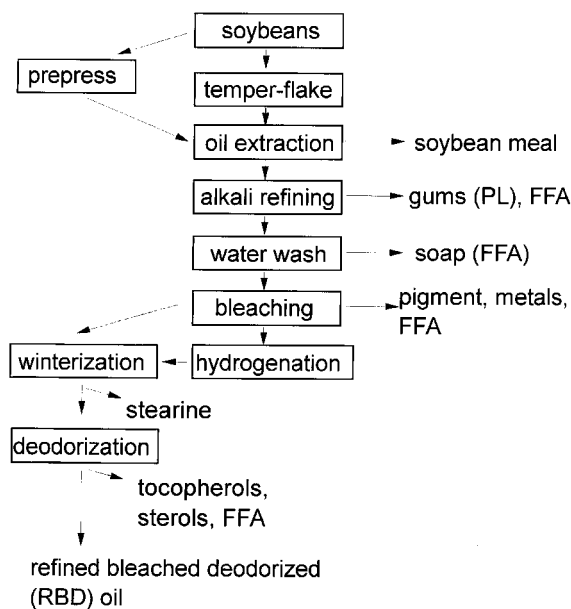 soybeans
prepress
temper-flake
oil extraction
soybean meal
alkali refining
gums (PL), FFA
water wash
soap (FFA)
bleaching
pigment, metals,
FFA
winterization
hydrogenation
stearine
deodorization
tocopherols,
sterols, FFA
refined bleached deodorized
(RBD) oil